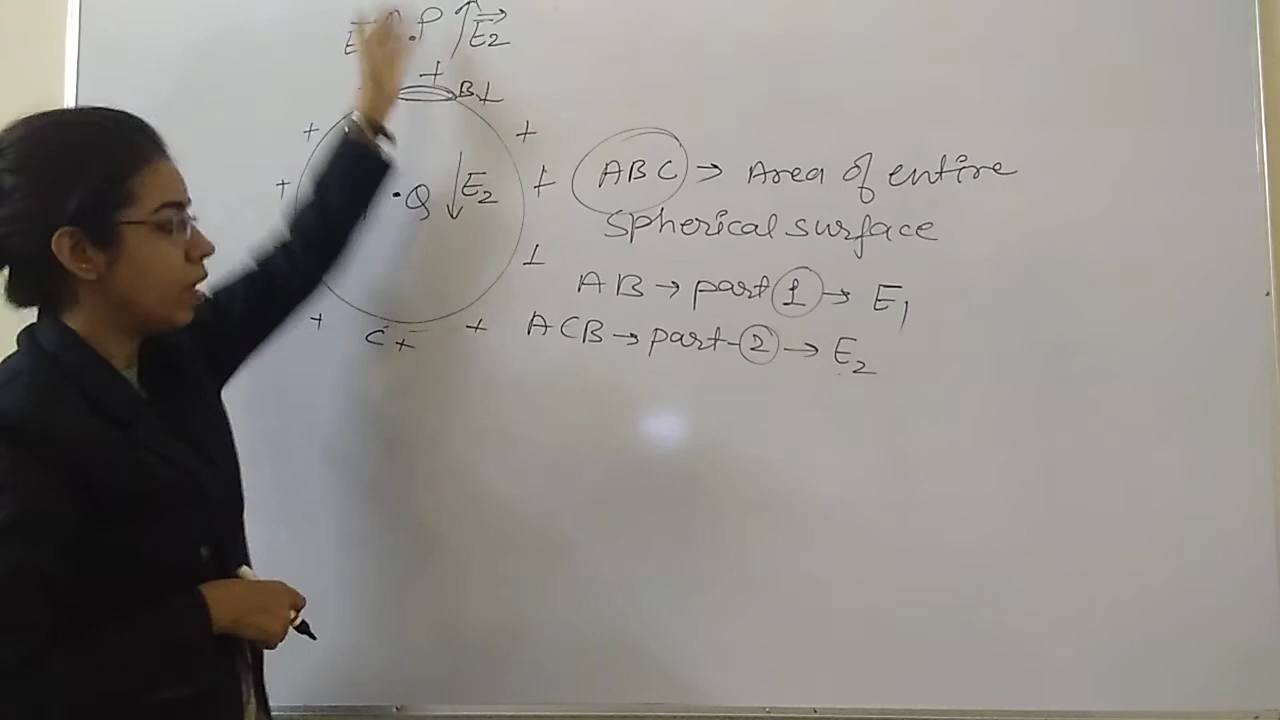 E .P ↑E2
+
B +
+ +
+ .Q ↓E2 +
ABC → Area of entire
spherical surface
AB → part 1 → E1
ACB → part-2 → E2
+ C + +